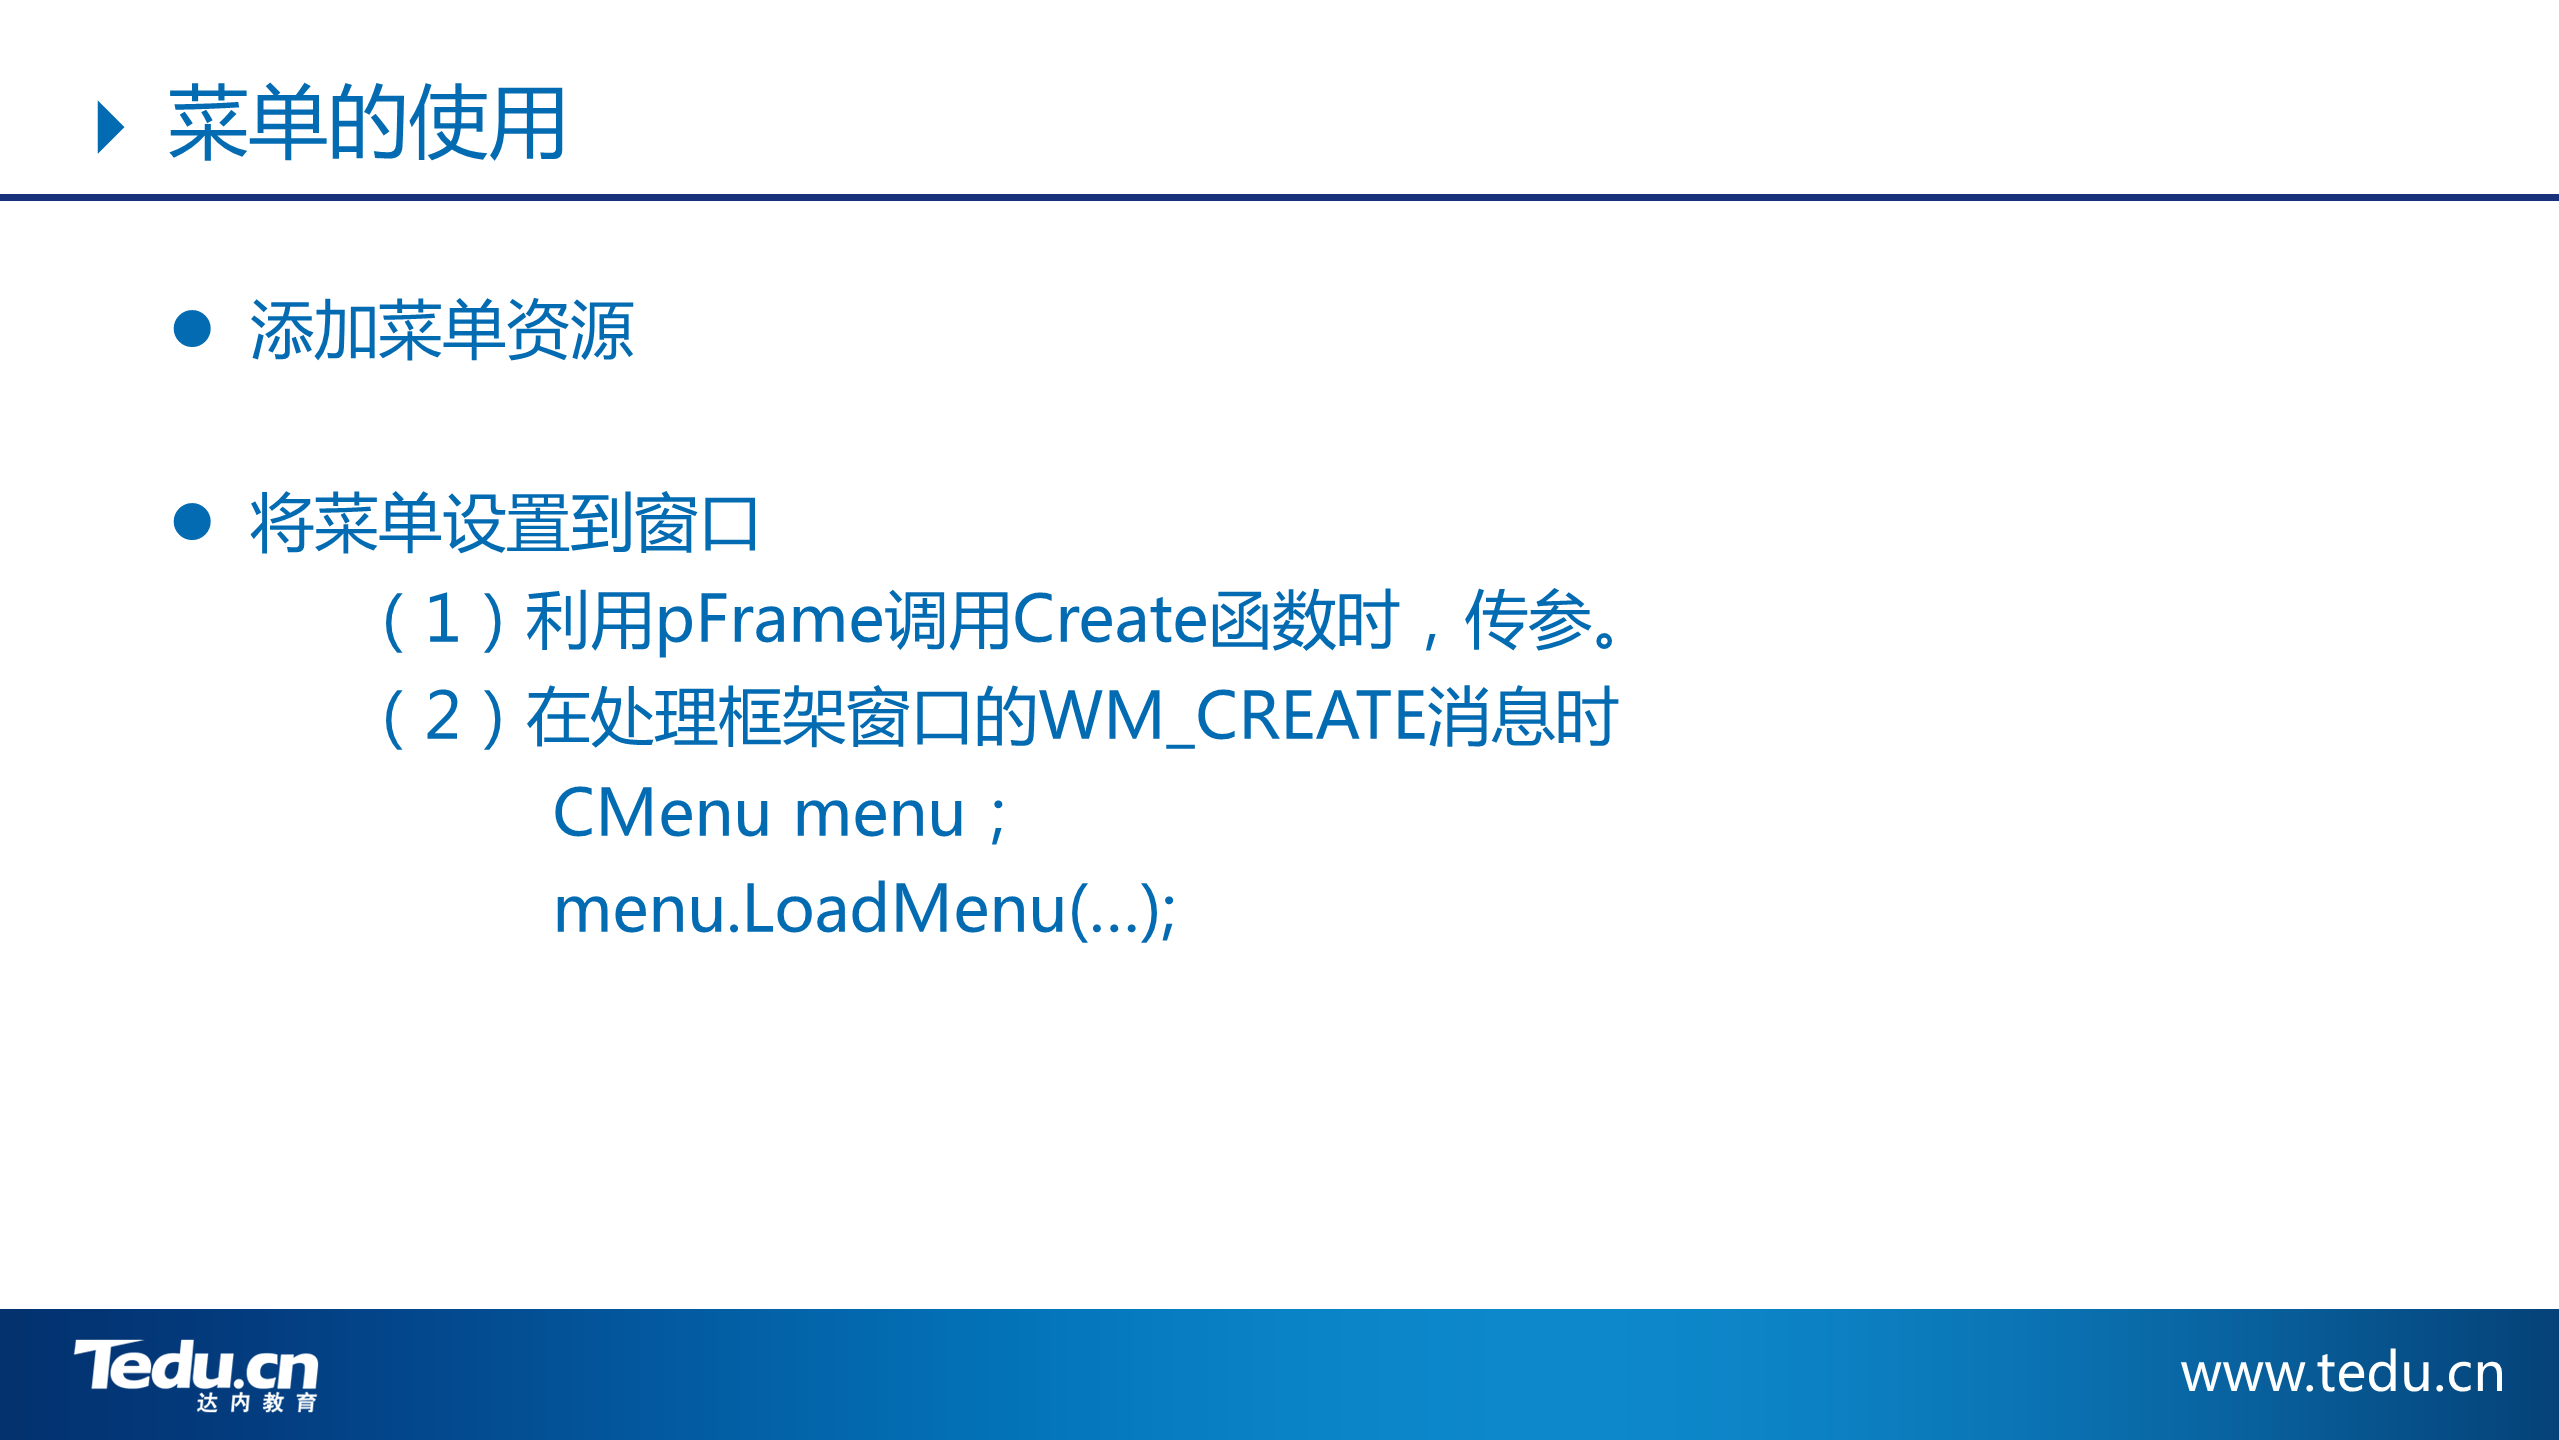 菜单的使用
添加菜单资源
将菜单设置到窗口
（1）利用pFrame调用Create函数时，传参。
（2）在处理框架窗口的WM_CREATE消息时
CMenu menu；
menu.LoadMenu(…);
Tedu.cn
达内教育
www.tedu.cn